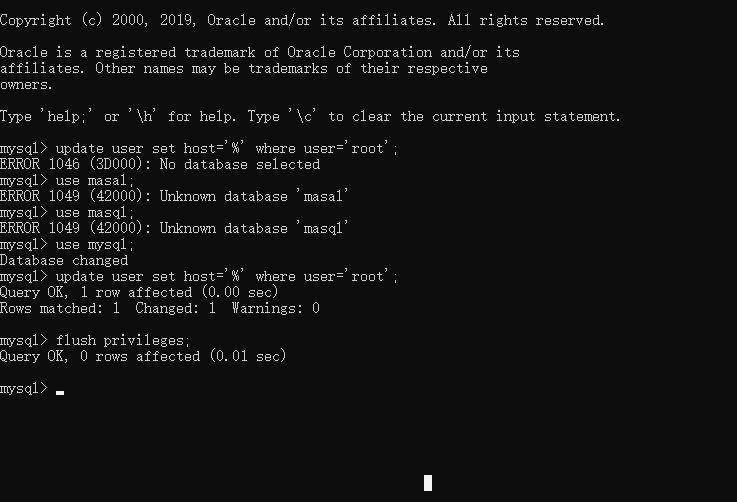 Copyright (c) 2000, 2019, Oracle and/or its affiliates. All rights reserved.
Oracle is a registered trademark of Oracle Corporation and/or its
affiliates. Other names may be trademarks of their respective
owners.
Type 'help;' or '\h' for help. Type '\c' to clear the current input statement.
mysql> update user set host='%' where user='root';
ERROR 1046 (3D000): No database selected
mysql> use masal;
ERROR 1049 (42000): Unknown database 'masal'
mysql> use masql;
ERROR 1049 (42000): Unknown database 'masql'
mysql> use mysql;
Database changed
mysql> update user set host='%' where user='root';
Query OK, 1 row affected (0.00 sec)
Rows matched: 1  Changed: 1  Warnings: 0
mysql> flush privileges;
Query OK, 0 rows affected (0.01 sec)
mysql>